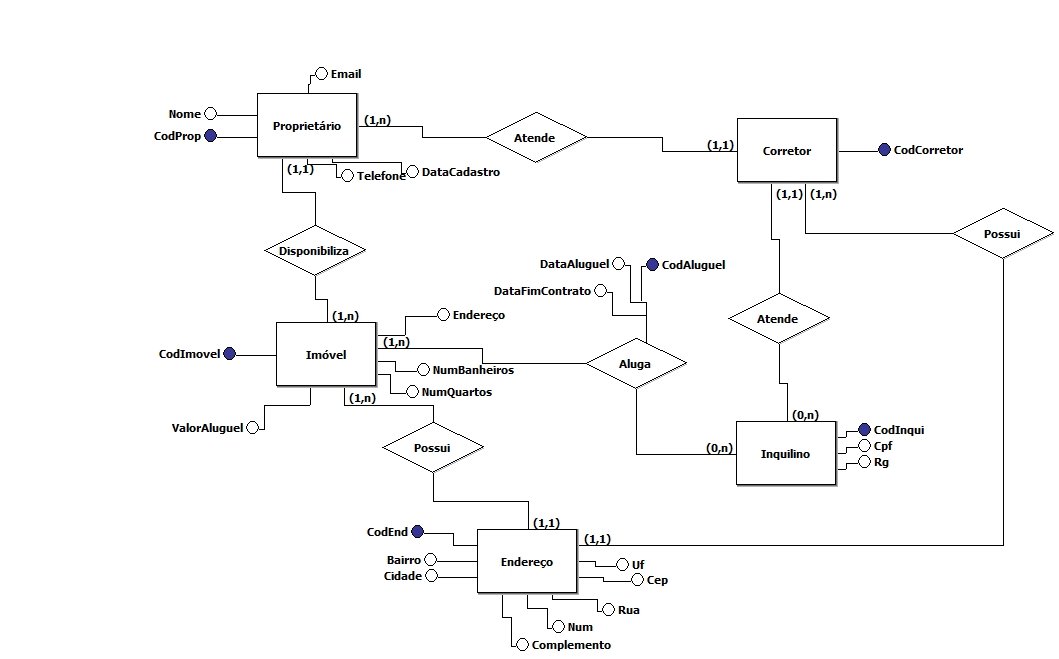 Email
Nome
CodProp
Proprietário
(1,n)
Atende
(1,1)
Corretor
CodCorretor
(1,1)
Telefone
DataCadastro
(1,1)
(1,n)
Possui
Disponibiliza
DataAluguel
CodAluguel
DataFimContrato
(1,n)
Endereço
Atende
CodImovel
Imóvel
(1,n)
Aluga
NumBanheiros
NumQuartos
(1,n)
ValorAluguel
(0,n)
Possui
(0,n)
Inquilino
CodInqui
Cpf
Rg
(1,1)
CodEnd
(1,1)
Bairro
Endereço
Uf
Cidade
Cep
Rua
Num
Complemento